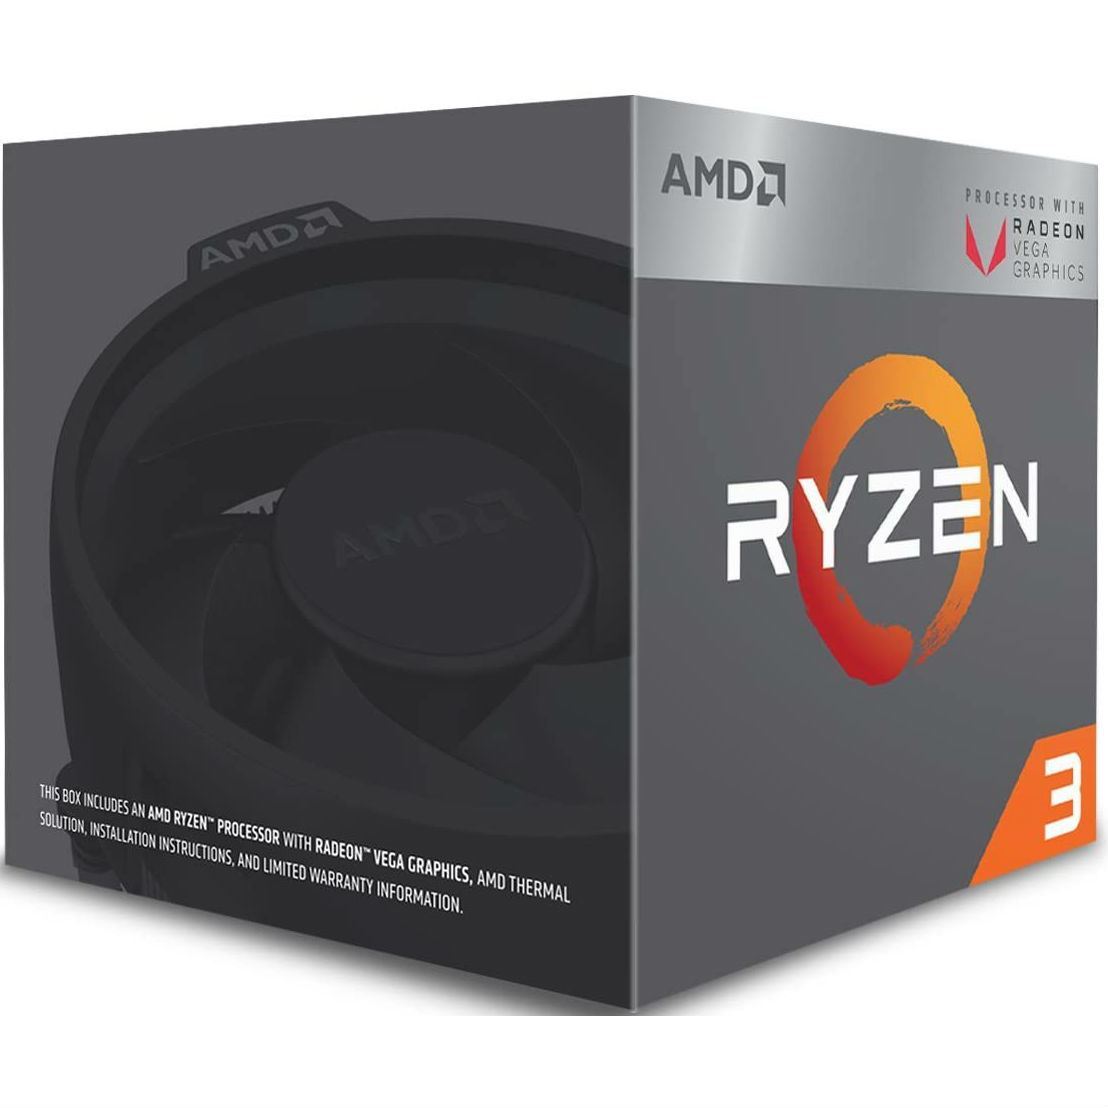 AMD
AMD
THIS BOX INCLUDES AN AMD RYZEN™ PROCESSOR WITH RADEON™ VEGA GRAPHICS, AMD THERMAL
SOLUTION, INSTALLATION INSTRUCTIONS, AND LIMITED WARRANTY INFORMATION.
AMD
PROCESSOR WITH
RADEON
VEGA
GRAPHICS
RYZEN
3